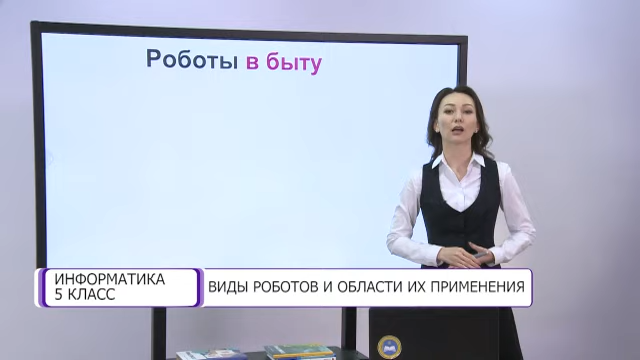 Роботы в быту
ИНФОРМАТИКА
5 КЛАСС
ВИДЫ РОБОТОВ И ОБЛАСТИ ИХ ПРИМЕНЕНИЯ